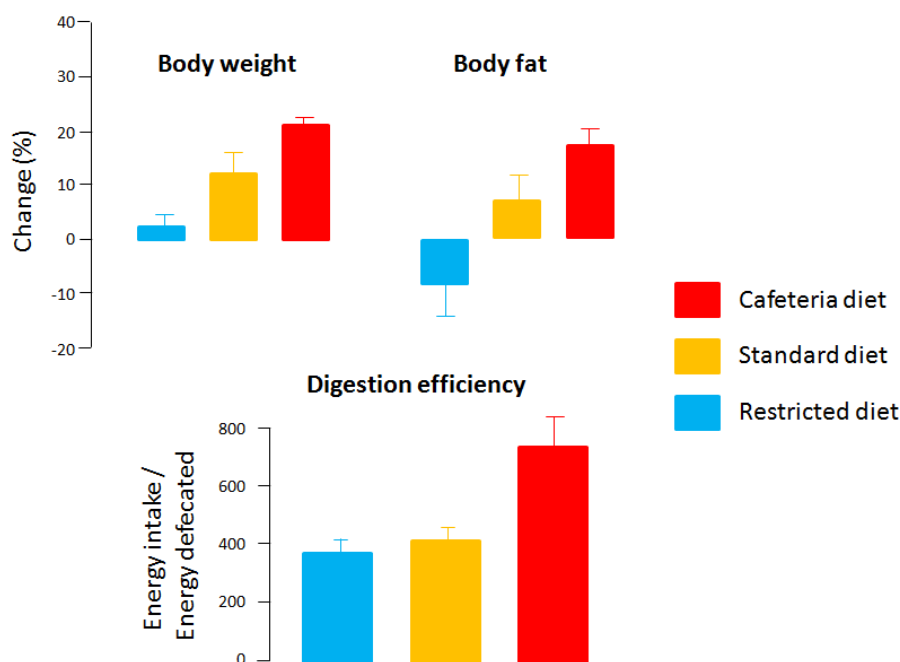 40
Body weight
Body fat
30
20
10
0
-10
-20
Change (%)
Cafeteria diet
Standard diet
Restricted diet
Digestion efficiency
800
600
400
200
0
Energy intake /
Energy defecated